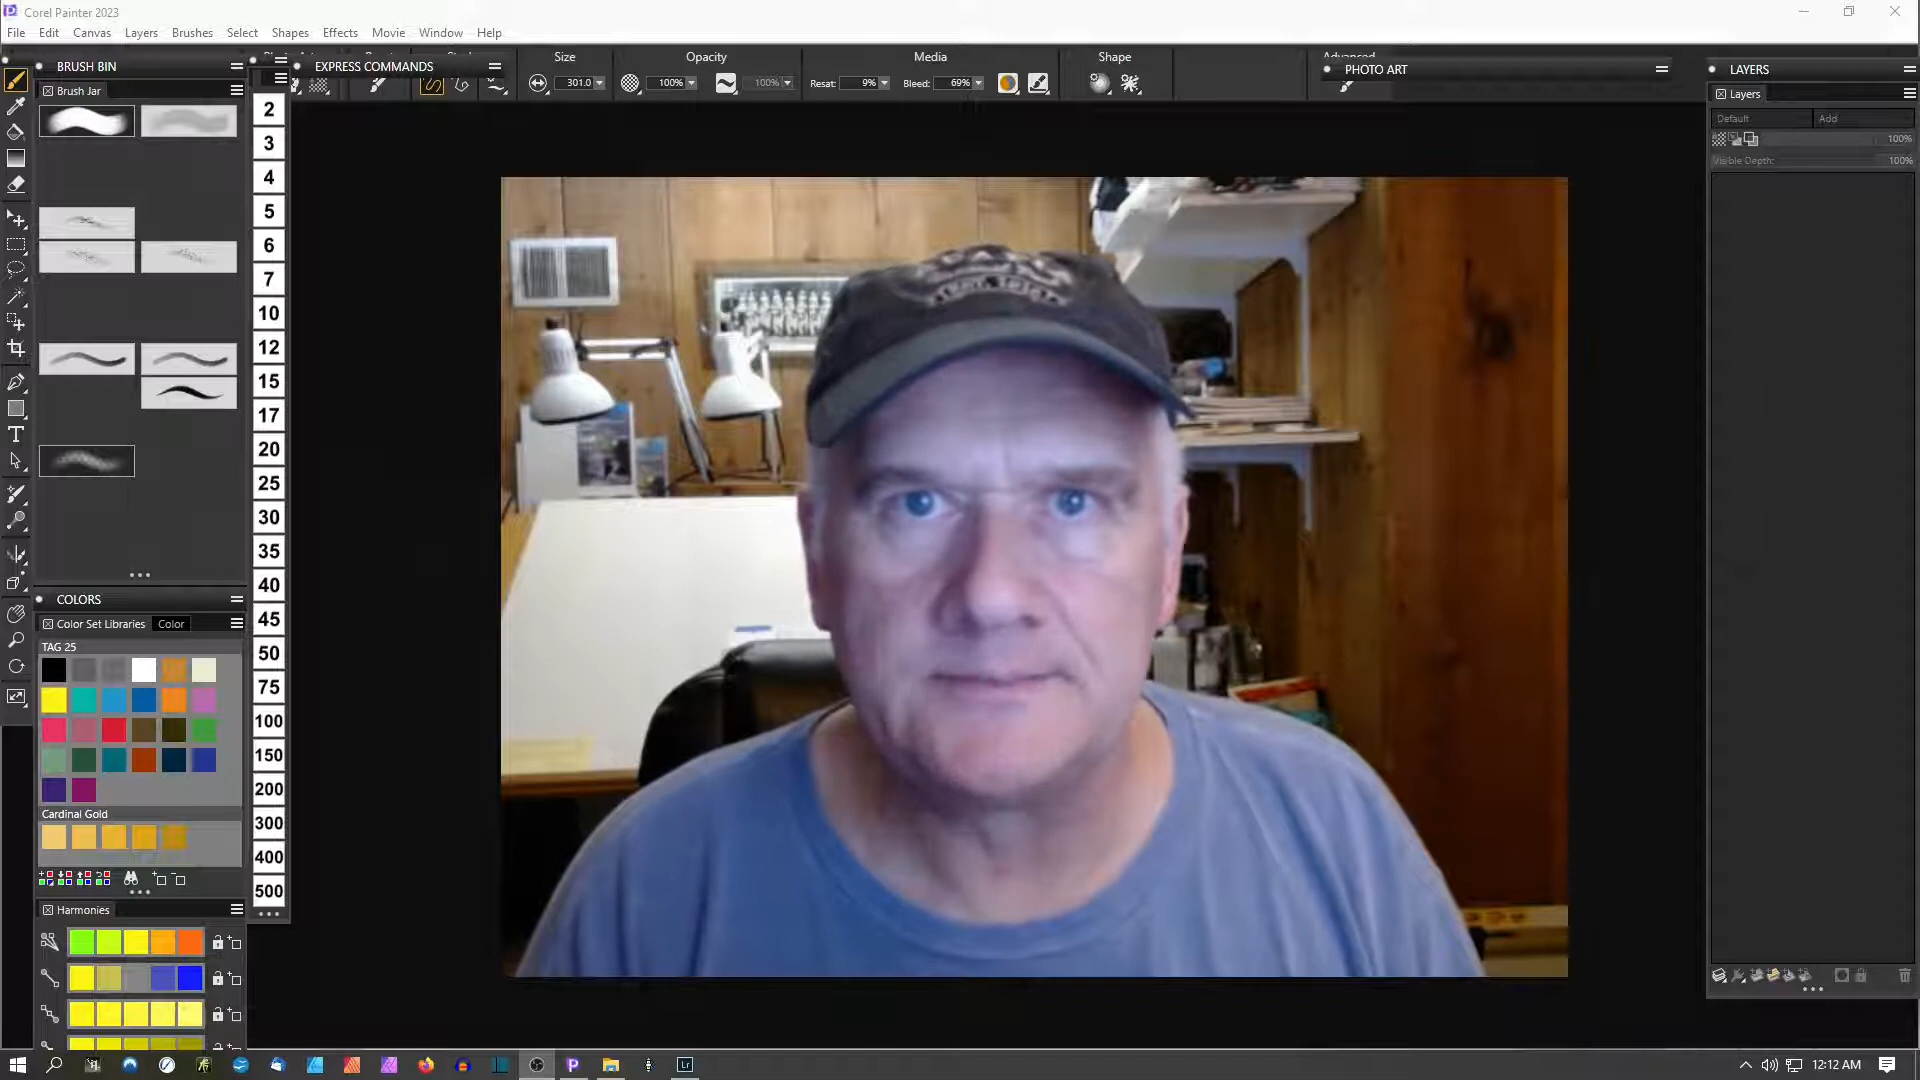 Corel Painter 2023
File Edit Canvas Layers Brushes Select Shapes Effects Movie Window Help
Size Opacity Media Shape Advanced
BRUSH BIN
EXPRESS COMMANDS
301.0 100% 100% Resat: 9% Bleed: 69%
PHOTO ART
LAYERS
Brush Jar
Layers
Default Add
100%
Visible Depth: 100%
2
3
4
5
6
7
10
12
15
17
20
25
30
35
40
45
50
75
100
150
200
300
400
500
COLORS
Color Set Libraries Color
TAG 25
Cardinal Gold
Harmonies
Lr
12:12 AM